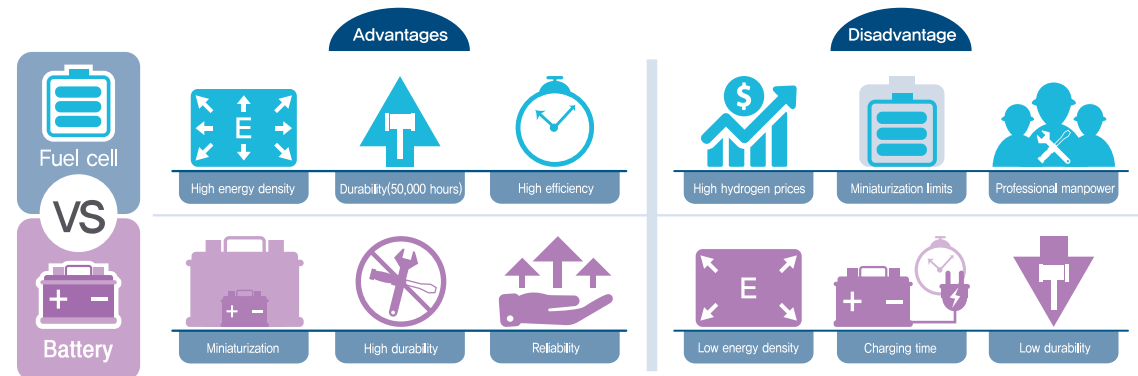 Advantages
Disadvantage
Fuel cell
E
$
High energy density
Durability(50,000 hours)
High efficiency
High hydrogen prices
Miniaturization limits
Professional manpower
VS
Battery
+ −
E
+ −
Miniaturization
High durability
Reliability
Low energy density
Charging time
Low durability